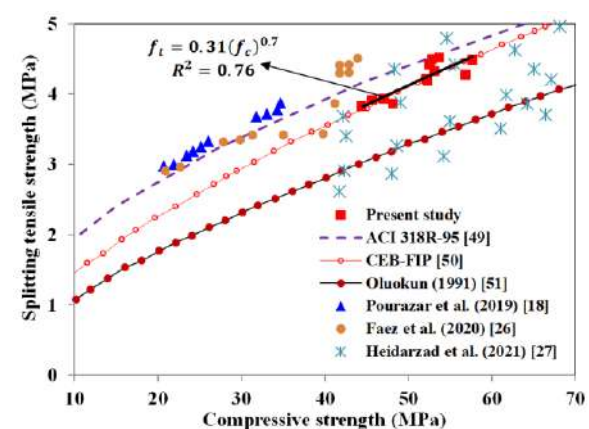 5
4
3
2
1
0
10
20
30
40
50
60
70
Splitting tensile strength (MPa)
Compressive strength (MPa)
f_t = 0.31(f_c)^{0.7}
R^2 = 0.76
Present study
ACI 318R-95 [49]
CEB-FIP [50]
Oluokun (1991) [51]
Pourazar et al. (2019) [18]
Faez et al. (2020) [26]
Heidarzad et al. (2021) [27]